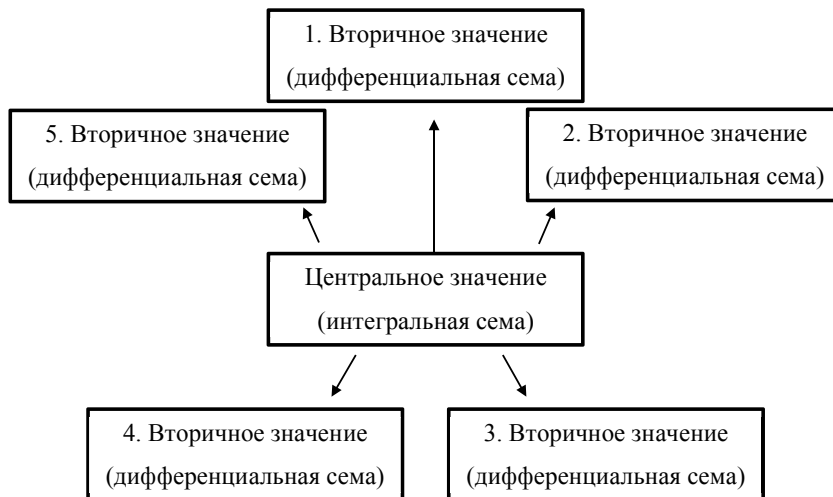 1. Вторичное значение
(дифференциальная сема)
5. Вторичное значение
(дифференциальная сема)
2. Вторичное значение
(дифференциальная сема)
Центральное значение
(интегральная сема)
4. Вторичное значение
(дифференциальная сема)
3. Вторичное значение
(дифференциальная сема)